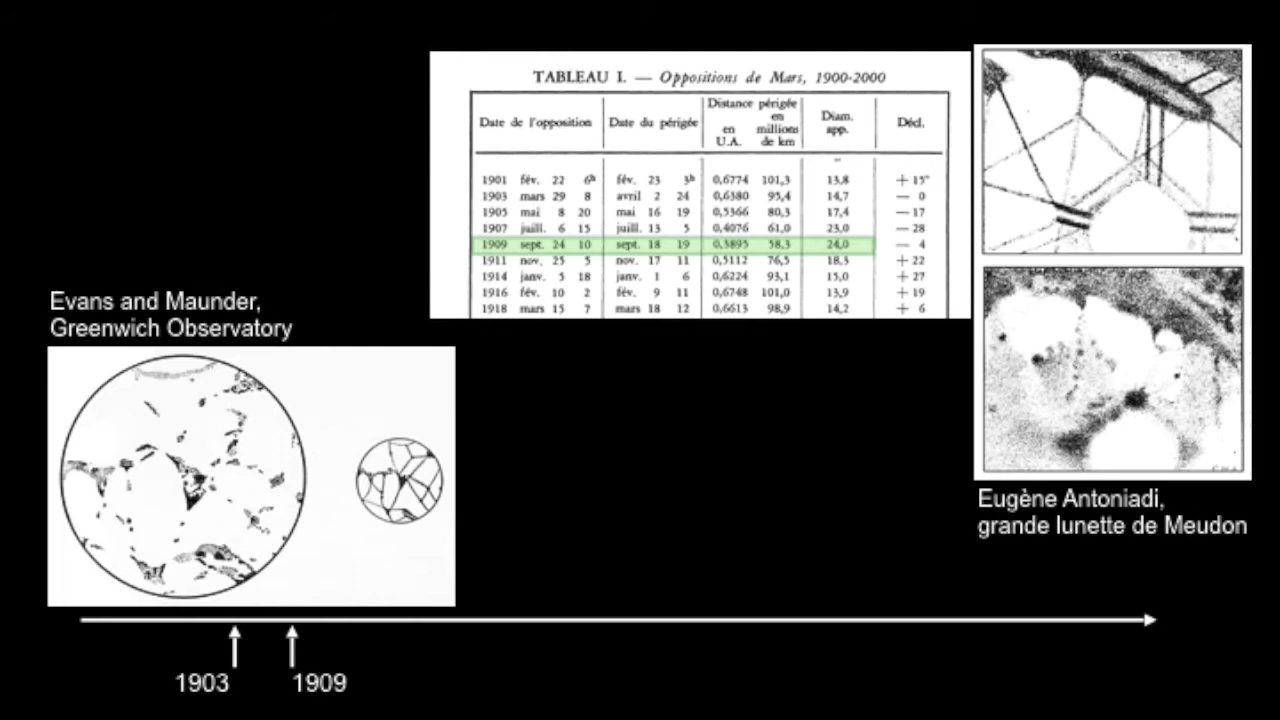 TABLEAU I. — Oppositions de Mars, 1900-2000
Date de l'opposition Date du périgée Distance périgée en U.A. en millions de km Diam. app. Décl.
"
1901 fév. 22 6h fév. 23 3h 0,6774 101,3 13,8 + 15°
1903 mars 29 8 avril 2 24 0,6380 95,4 14,7 — 0
1905 mai 8 20 mai 16 19 0,5366 80,3 17,4 — 17
1907 juill. 6 15 juill. 13 5 0,4076 61,0 23,0 — 28
1909 sept. 24 10 sept. 18 19 0,3895 58,3 24,0 — 4
1911 nov. 25 5 nov. 17 11 0,5112 76,5 18,3 + 22
1914 janv. 5 18 janv. 1 6 0,6224 93,1 15,0 + 27
1916 fév. 10 2 fév. 9 11 0,6748 101,0 13,9 + 19
1918 mars 15 7 mars 18 12 0,6613 98,9 14,2 + 6
Evans and Maunder,
Greenwich Observatory
Eugène Antoniadi,
grande lunette de Meudon
1903 1909